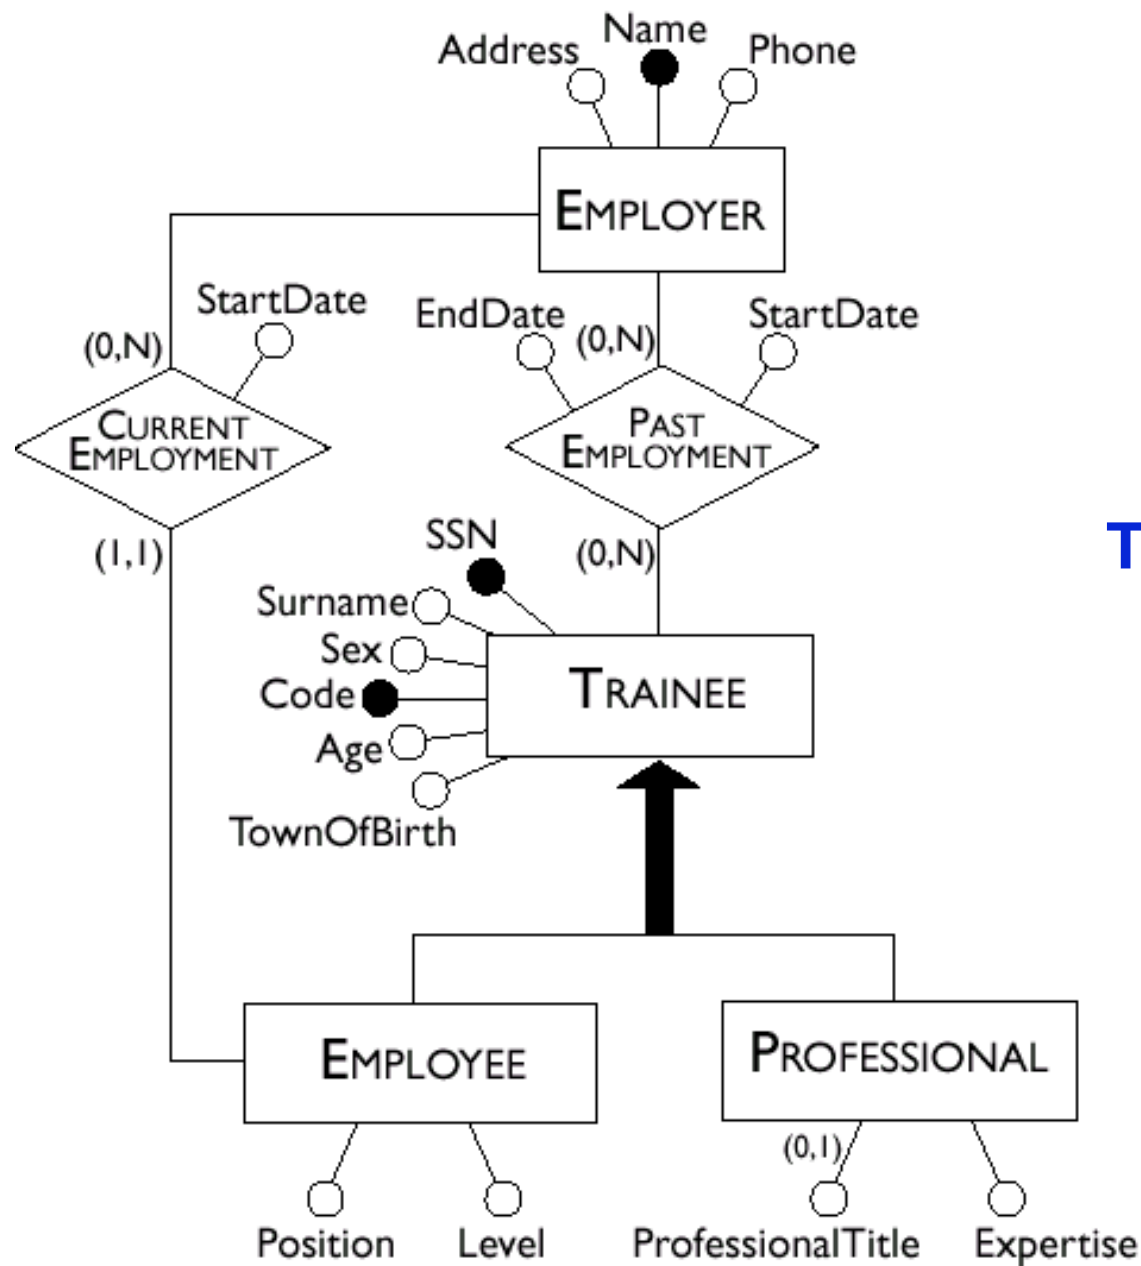 Name
Address
Phone
EMPLOYER
StartDate
EndDate
StartDate
(0,N)
(0,N)
CURRENT
EMPLOYMENT
PAST
EMPLOYMENT
(1,1)
(0,N)
SSN
T
Surname
Sex
Code
TRAINEE
Age
TownOfBirth
EMPLOYEE
PROFESSIONAL
(0,1)
Position
Level
ProfessionalTitle
Expertise